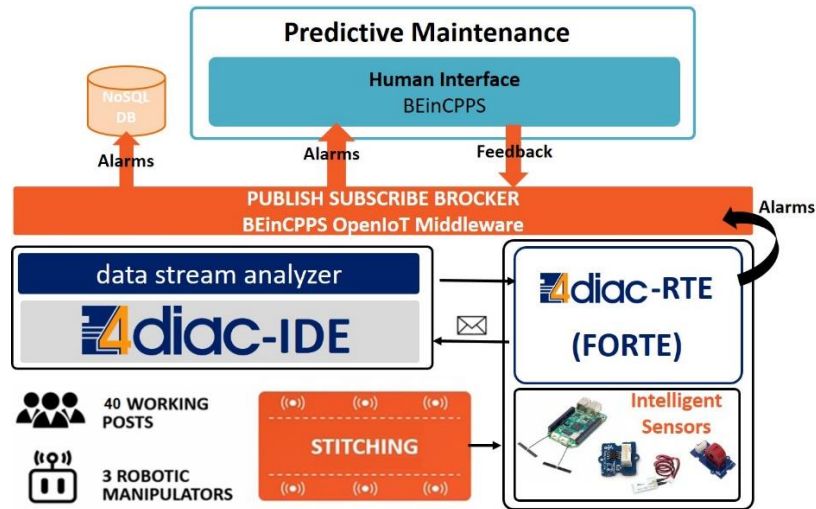 Predictive Maintenance
Human Interface
BEinCPPS
NoSQL
DB
Alarms
Alarms
Feedback
PUBLISH SUBSCRIBE BROCKER
BEinCPPS OpenIoT Middleware
Alarms
data stream analyzer
4diac-IDE
4diac-RTE
(FORTE)
40 WORKING
POSTS
3 ROBOTIC
MANIPULATORS
STITCHING
Intelligent
Sensors